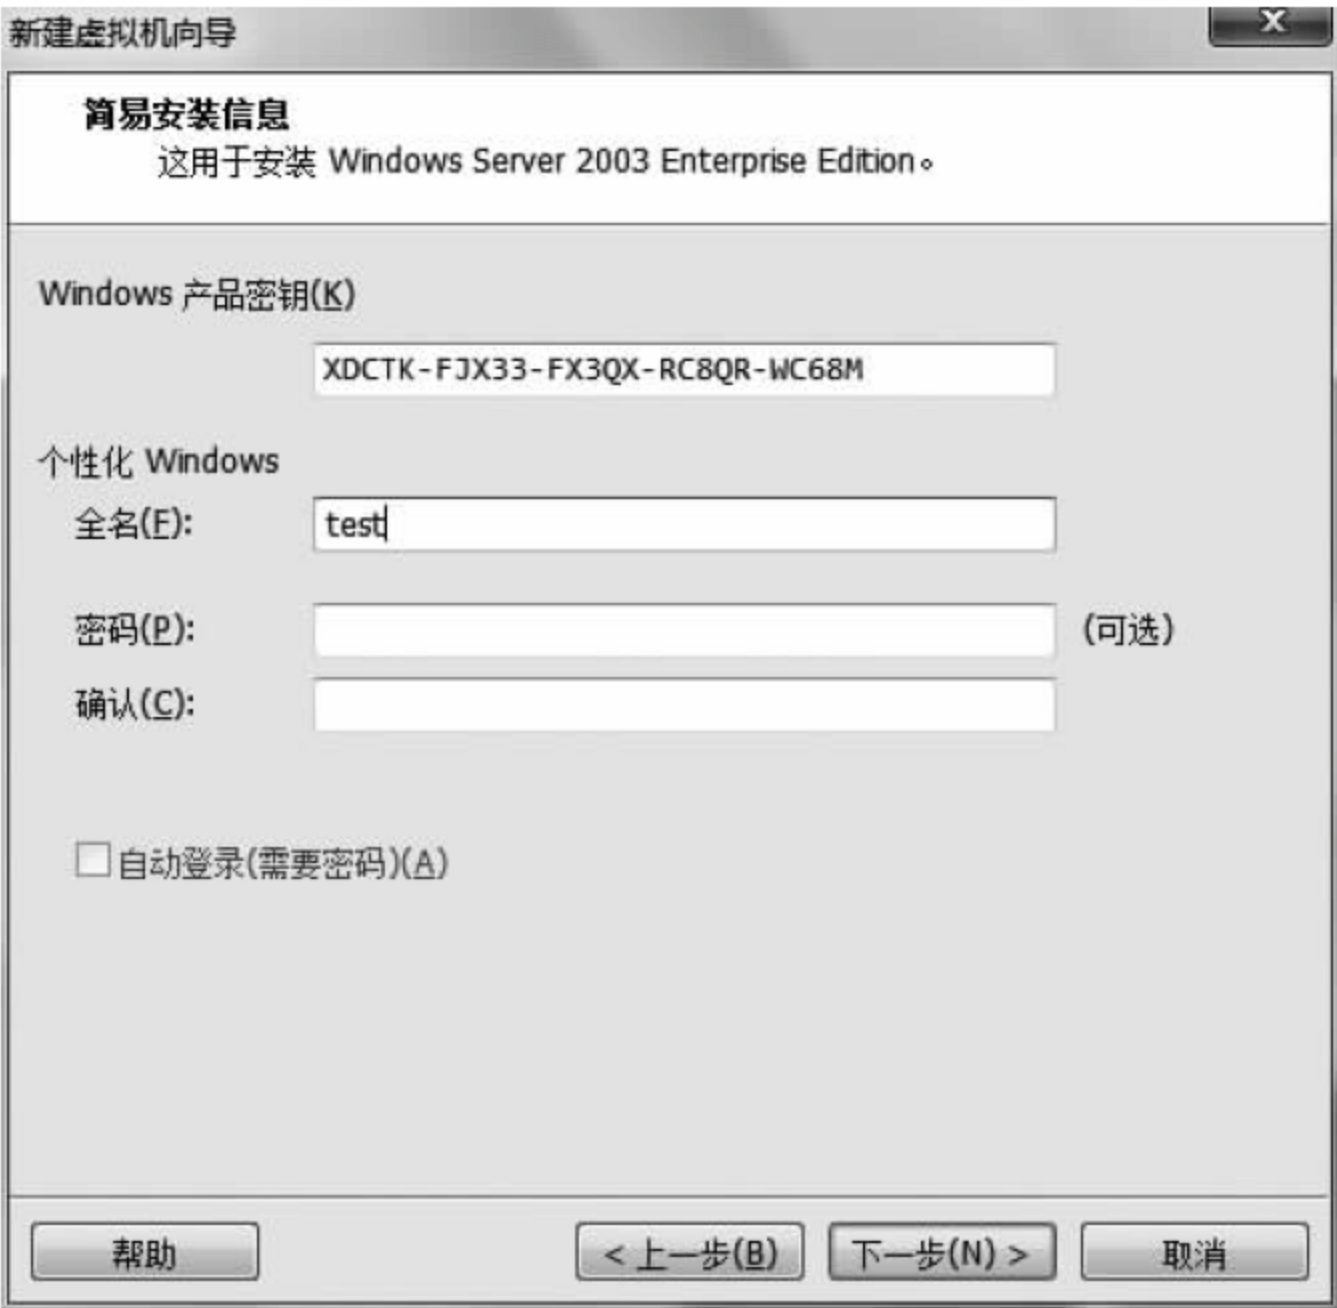 新建虚拟机向导
x
简易安装信息
这用于安装 Windows Server 2003 Enterprise Edition。
Windows 产品密钥(K)
XDCTK-FJX33-FX3QX-RC8QR-WC68M
个性化 Windows
全名(F): test
密码(P): (可选)
确认(C):
自动登录(需要密码)(A)
帮助 < 上一步(B) 下一步(N) > 取消